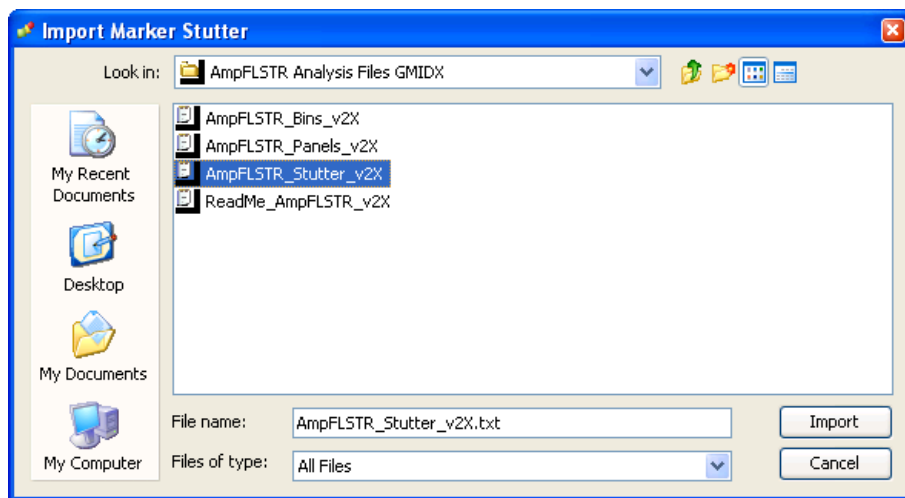 Import Marker Stutter
Look in:
AmpFLSTR Analysis Files GMIDX
My Recent
Documents
Desktop
My Documents
My Computer
AmpFLSTR_Bins_v2X
AmpFLSTR_Panels_v2X
AmpFLSTR_Stutter_v2X
ReadMe_AmpFLSTR_v2X
File name:
AmpFLSTR_Stutter_v2X.txt
Import
Files of type:
All Files
Cancel